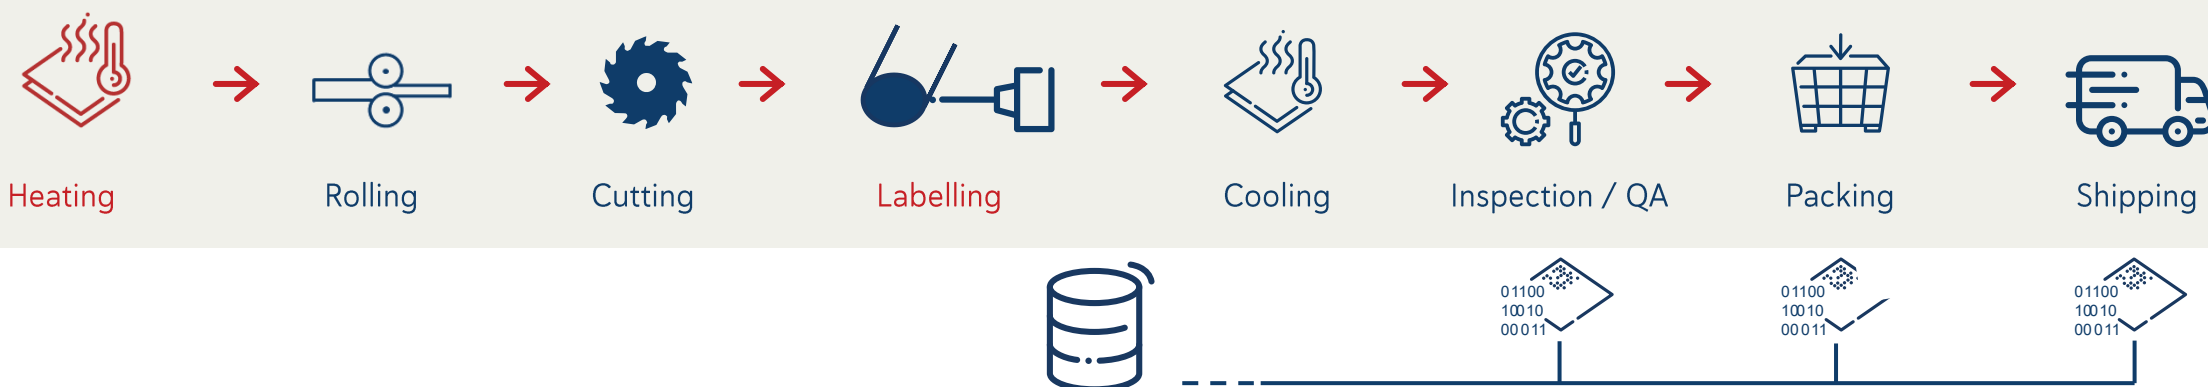 Heating
Rolling
Cutting
Labelling
Cooling
Inspection / QA
Packing
Shipping
01100
10010
00011
01100
10010
00011
01100
10010
00011